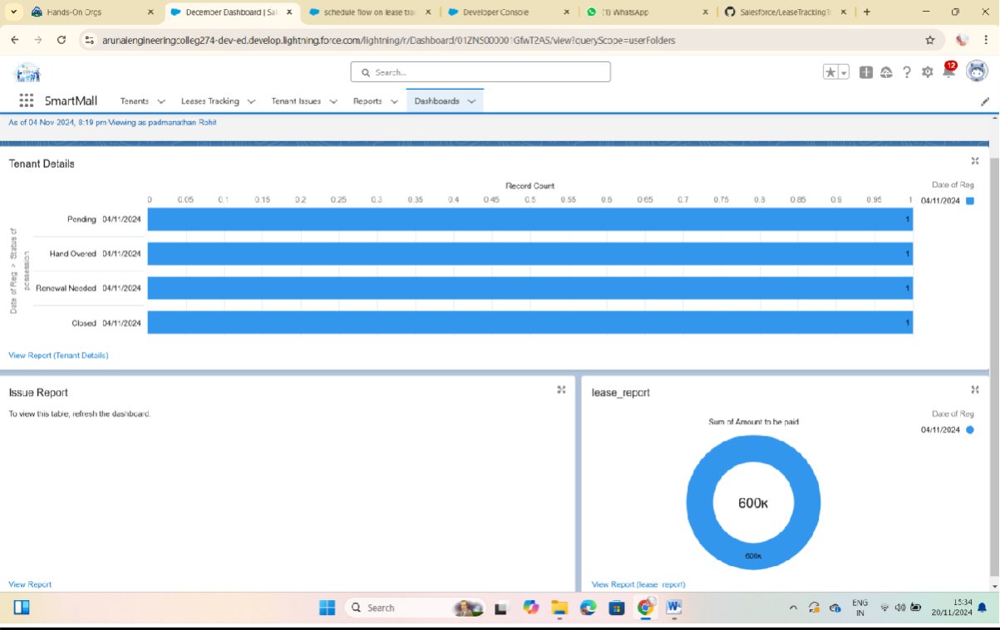 Hands-On Orgs
December Dashboard | Sal
schedule flow on lease trac
Developer Console
(1) WhatsApp
Salesforce/LeaseTrackingTr
arunaiengineeringcolleg274-dev-ed.develop.lightning.force.com/lightning/r/Dashboard/01ZNS000001GfwT2AS/view?queryScope=userFolders
Search...
12
SmartMall
Tenants
Leases Tracking
Tenant Issues
Reports
Dashboards
As of 04 Nov 2024, 8:19 pm·Viewing as padmanathan Rohit
Tenant Details
Record Count
Date of Reg
0 0.05 0.1 0.15 0.2 0.25 0.3 0.35 0.4 0.45 0.5 0.55 0.6 0.65 0.7 0.75 0.8 0.85 0.9 0.95 1
04/11/2024
Date of Reg > Status of possession
Pending 04/11/2024 1
Hand Overed 04/11/2024 1
Renewal Needed 04/11/2024 1
Closed 04/11/2024 1
View Report (Tenant Details)
Issue Report
To view this table, refresh the dashboard.
View Report
lease_report
Date of Reg
04/11/2024
Sum of Amount to be paid
600K
600K
View Report (lease_report)
Search
ENG
IN
15:34
20/11/2024